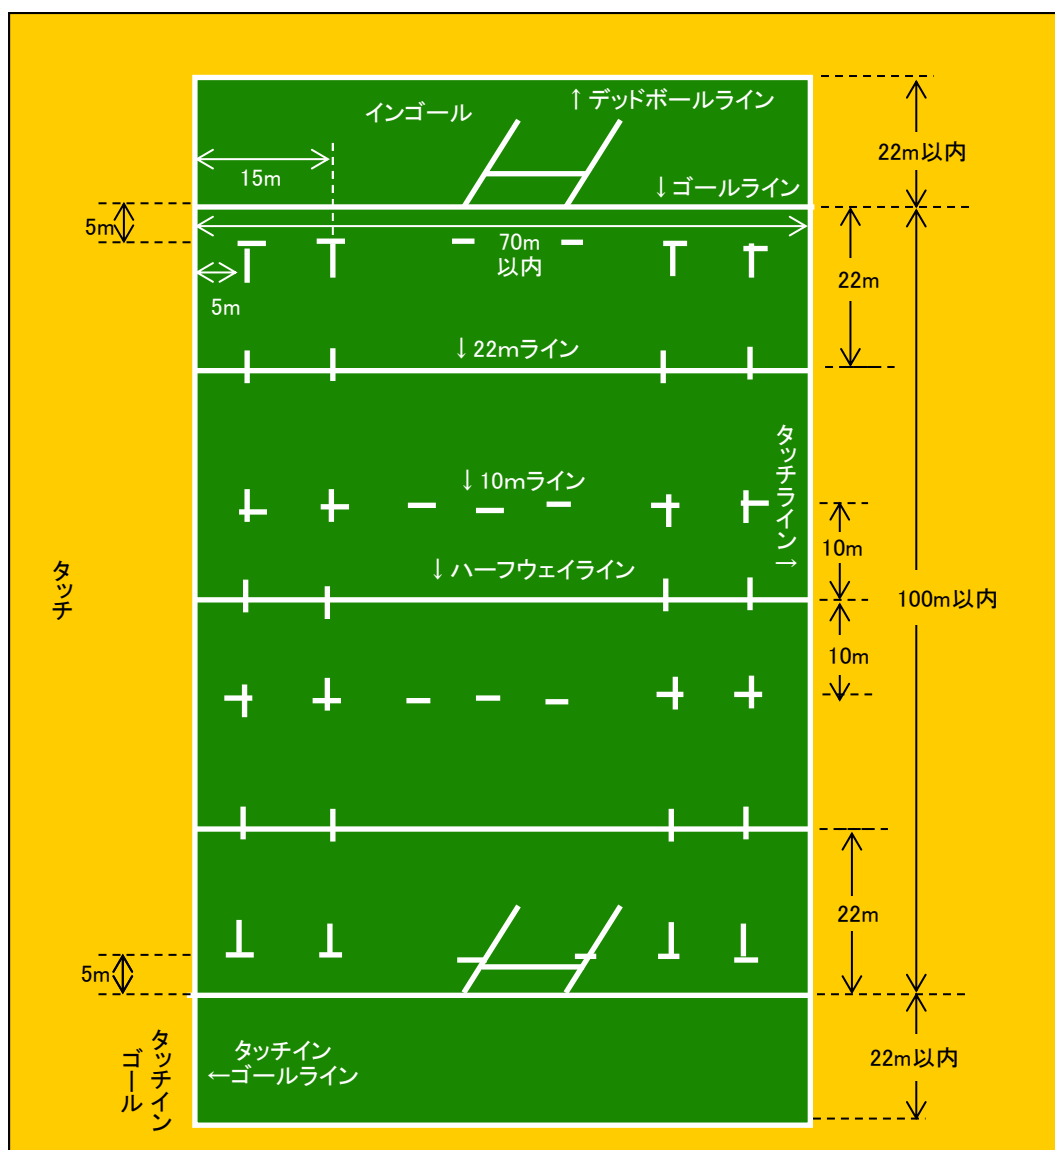 ↑デッドボールライン
インゴール
22m以内
15m
↓ゴールライン
5m
70m
以内
22m
5m
↓22mライン
タッチライン→
↓10mライン
10m
タッチ
↓ハーフウェイライン
100m以内
10m
22m
5m
タッチイン
ゴール
タッチイン
←ゴールライン
22m以内